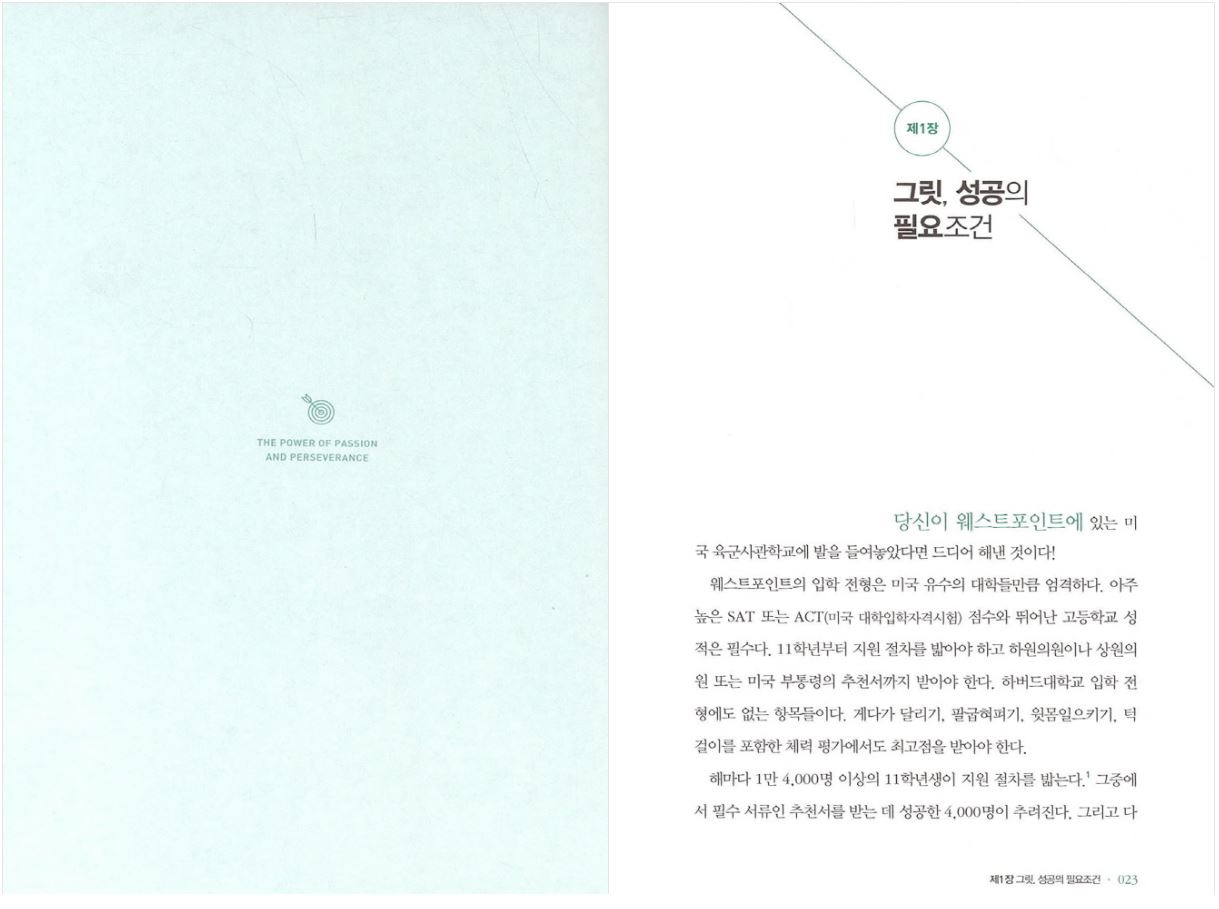 THE POWER OF PASSION
AND PERSEVERANCE
제1장
그릿, 성공의
필요조건
당신이 웨스트포인트에 있는 미
국 육군사관학교에 발을 들여놓았다면 드디어 해낸 것이다!
웨스트포인트의 입학 전형은 미국 유수의 대학들만큼 엄격하다. 아주
높은 SAT 또는 ACT(미국 대학입학자격시험) 점수와 뛰어난 고등학교 성
적은 필수다. 11학년부터 지원 절차를 밟아야 하고 하원의원이나 상원의
원 또는 미국 부통령의 추천서까지 받아야 한다. 하버드대학교 입학 전
형에도 없는 항목들이다. 게다가 달리기, 팔굽혀펴기, 윗몸일으키기, 턱
걸이를 포함한 체력 평가에서도 최고점을 받아야 한다.
해마다 1만 4,000명 이상의 11학년생이 지원 절차를 밟는다.¹ 그중에
서 필수 서류인 추천서를 받는 데 성공한 4,000명이 추려진다. 그리고 다
제1장 그릿, 성공의 필요조건 • 023